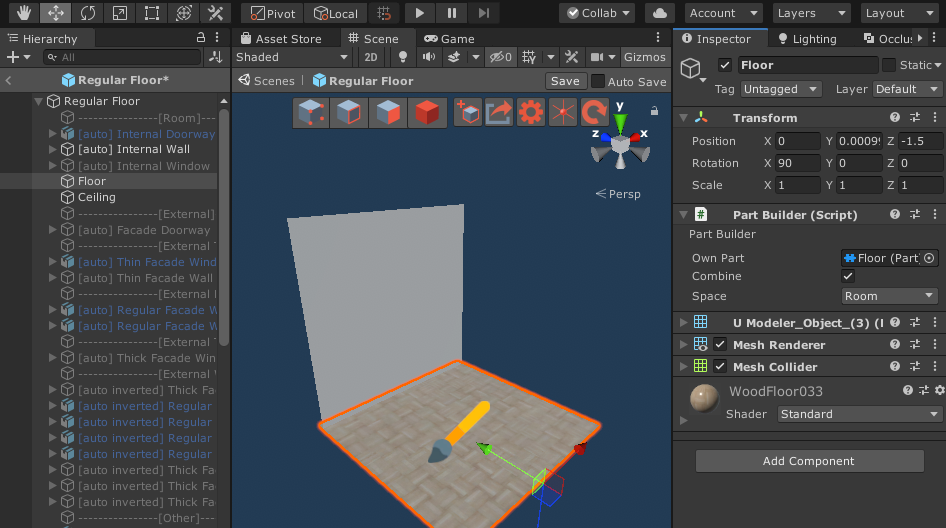 Pivot Local Collab Account Layers Layout
Hierarchy
All
Regular Floor*
Regular Floor
----------------[Room]----
[auto] Internal Doorway
[auto] Internal Wall
[auto] Internal Window
Floor
Ceiling
----------------[External]
[auto] Facade Doorway
----------------[External
[auto] Thin Facade Wind
[auto] Thin Facade Wall
----------------[External
[auto] Regular Facade W
[auto] Regular Facade W
----------------[External
[auto] Thick Facade Win
----------------[External
[auto inverted] Thick Fa
[auto inverted] Regular
[auto inverted] Regular
[auto inverted] Regular
[auto inverted] Regular
[auto inverted] Thick Fa
[auto inverted] Thick Fa
[auto inverted] Thick Fa
----------------[Other]---
Asset Store Scene Game
Shaded 2D 0 Gizmos
Scenes Regular Floor Save Auto Save
y
z x
Persp
Inspector Lighting Occlus
Floor Static
Tag Untagged Layer Default
Transform
Position X 0 Y 0.0009 Z -1.5
Rotation X 90 Y 0 Z 0
Scale X 1 Y 1 Z 1
Part Builder (Script)
Part Builder
Own Part Floor (Part
Combine
Space Room
U Modeler_Object_(3) (
Mesh Renderer
Mesh Collider
WoodFloor033
Shader Standard
Add Component